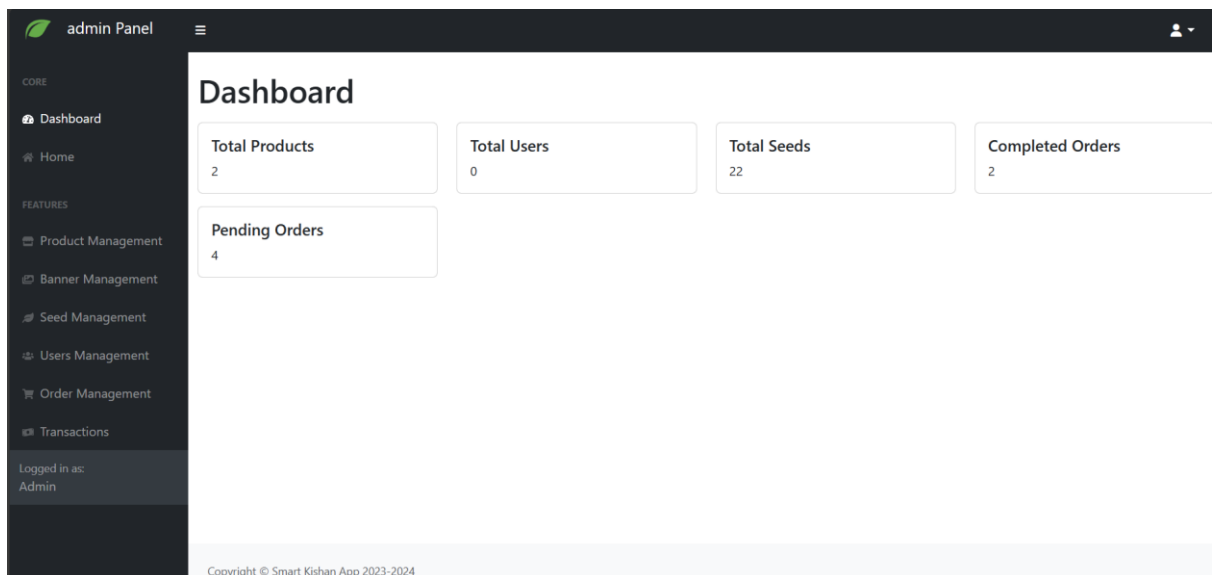 admin Panel
CORE
Dashboard
Home
FEATURES
Product Management
Banner Management
Seed Management
Users Management
Order Management
Transactions
Logged in as:
Admin
Dashboard
Total Products
2
Total Users
0
Total Seeds
22
Completed Orders
2
Pending Orders
4
Copyright © Smart Kishan App 2023-2024